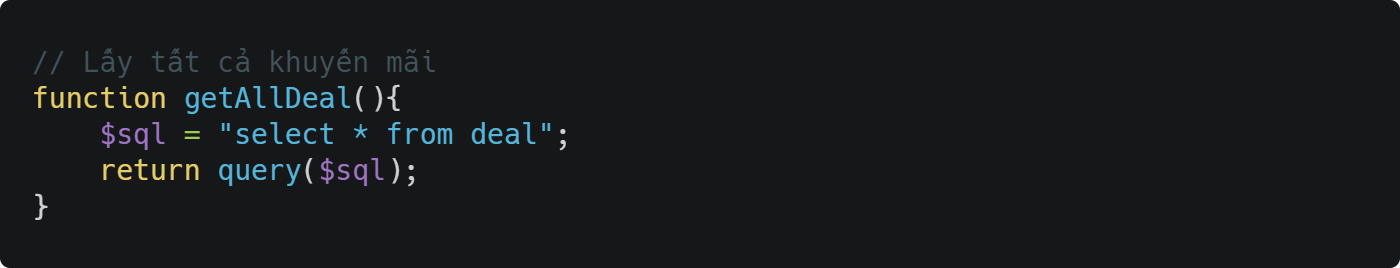 // Lấy tất cả khuyến mãi
function getAllDeal(){
    $sql = "select * from deal";
    return query($sql);
}